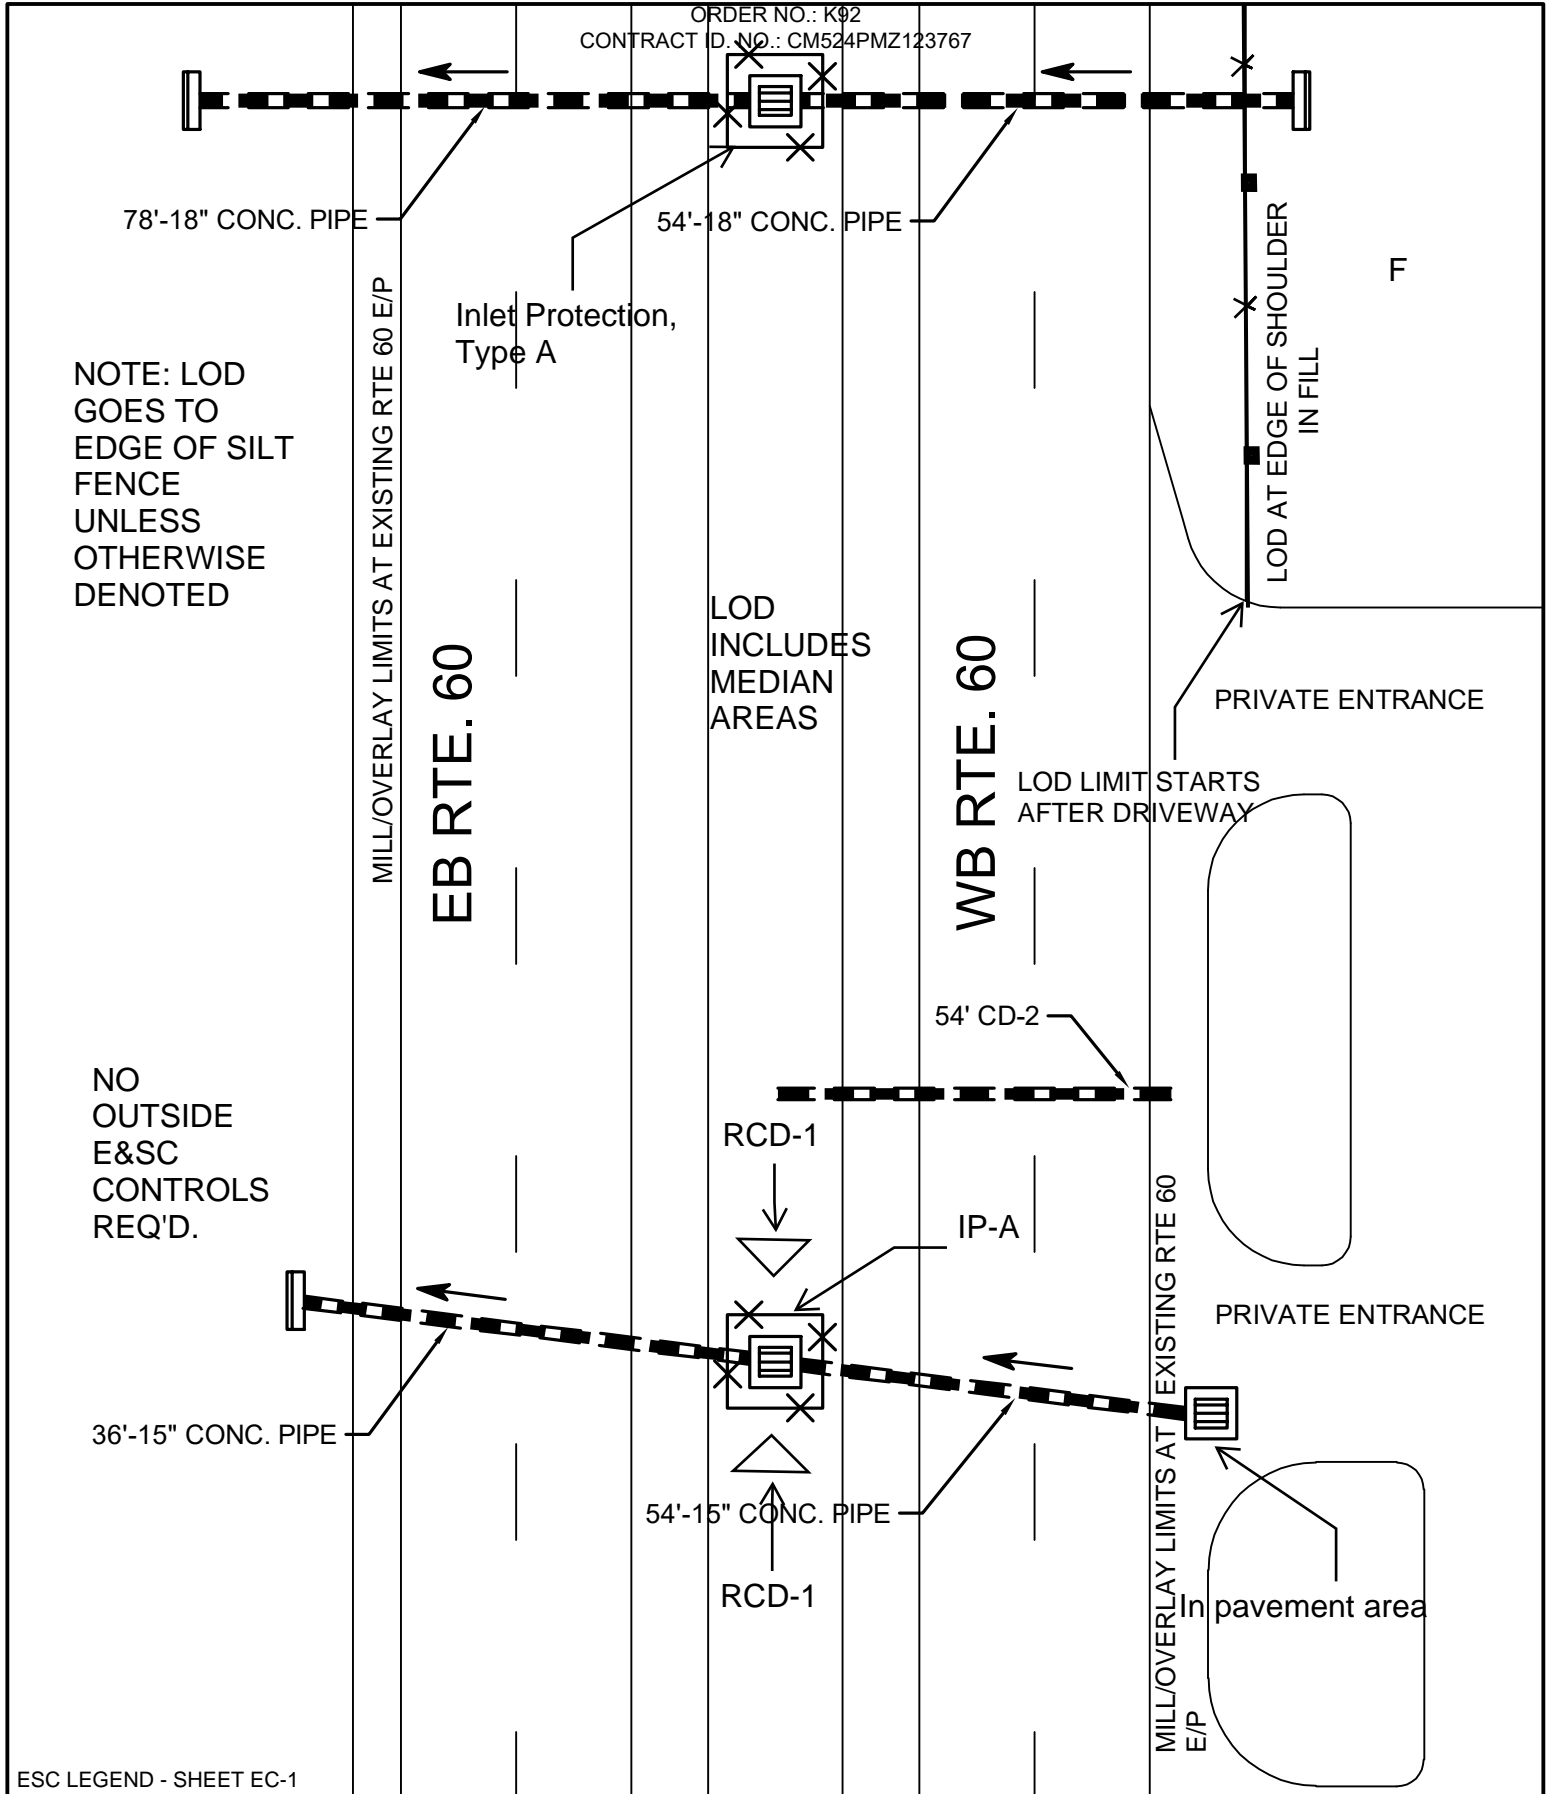 ORDER NO.: K92
CONTRACT ID. NO.: CM524PMZ123767
78'-18" CONC. PIPE
54'-18" CONC. PIPE
Inlet Protection,
Type A
F
LOD AT EDGE OF SHOULDER
IN FILL
MILL/OVERLAY LIMITS AT EXISTING RTE 60 E/P
NOTE: LOD
GOES TO
EDGE OF SILT
FENCE
UNLESS
OTHERWISE
DENOTED
LOD
INCLUDES
MEDIAN
AREAS
EB RTE. 60
WB RTE. 60
PRIVATE ENTRANCE
LOD LIMIT STARTS
AFTER DRIVEWAY
54' CD-2
NO
OUTSIDE
E&SC
CONTROLS
REQ'D.
RCD-1
IP-A
PRIVATE ENTRANCE
MILL/OVERLAY LIMITS AT EXISTING RTE 60
E/P
36'-15" CONC. PIPE
54'-15" CONC. PIPE
RCD-1
In pavement area
ESC LEGEND - SHEET EC-1